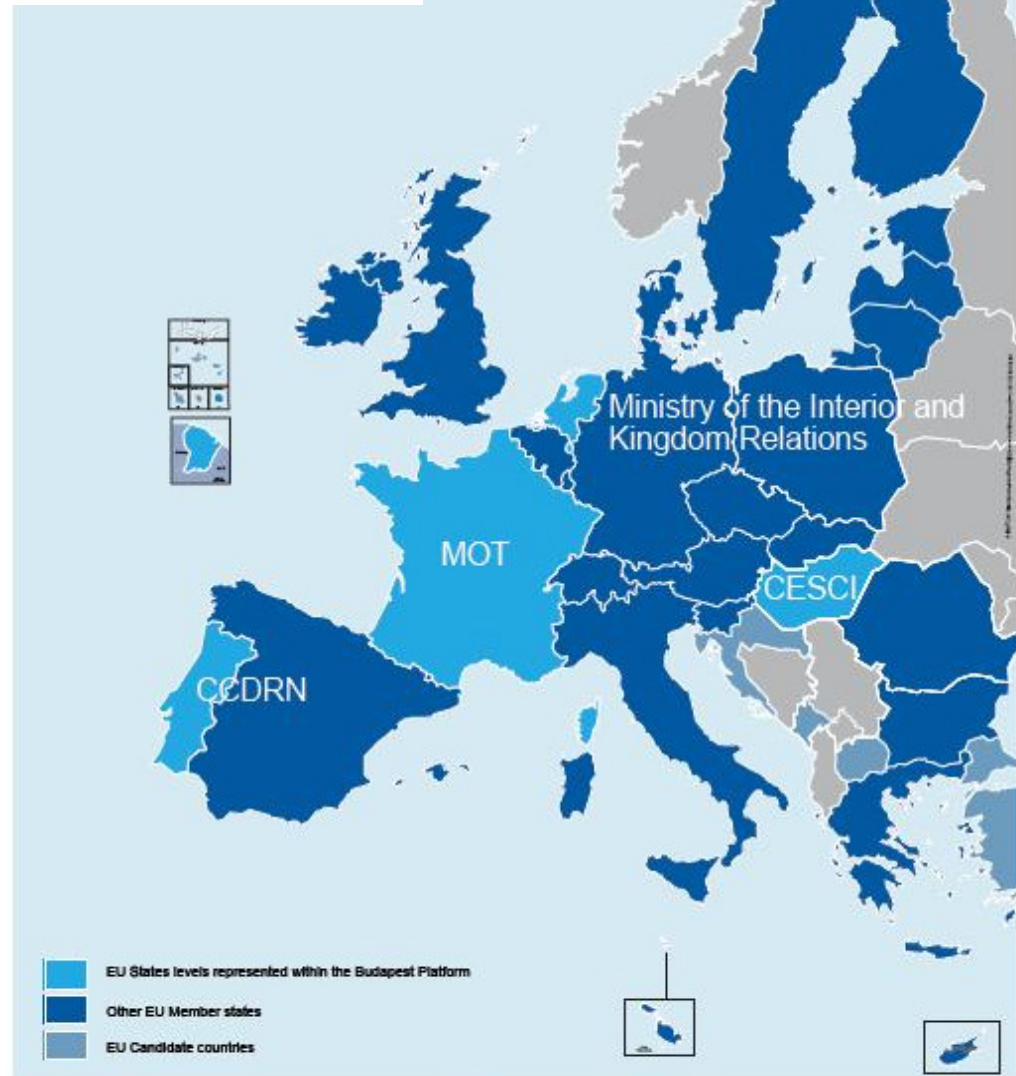 Ministry of the Interior and
Kingdom Relations
MOT
CESCI
CCDRN
EU States levels represented within the Budapest Platform
Other EU Member states
EU Candidate countries